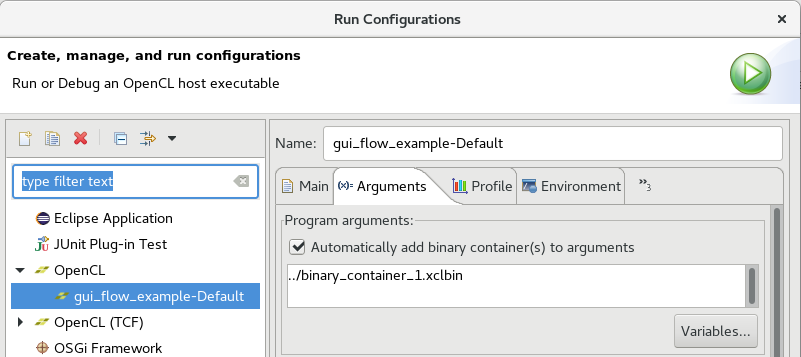 Run Configurations
Create, manage, and run configurations
Run or Debug an OpenCL host executable
Name: gui_flow_example-Default
type filter text
Main (x)= Arguments Profile Environment »3
Eclipse Application
Program arguments:
JUnit Plug-in Test
Automatically add binary container(s) to arguments
OpenCL
../binary_container_1.xclbin
gui_flow_example-Default
OpenCL (TCF)
Variables...
OSGi Framework